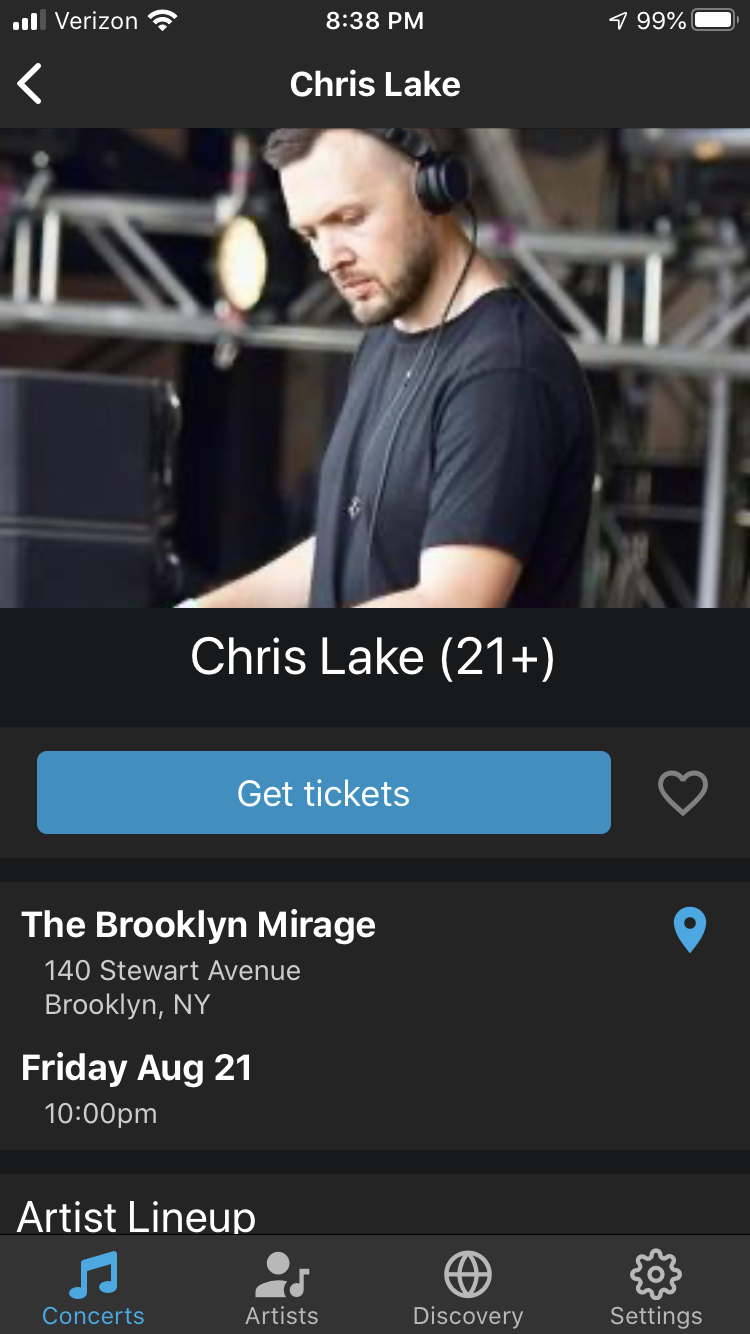 Verizon 8:38 PM 99%
Chris Lake
Chris Lake (21+)
Get tickets
The Brooklyn Mirage
140 Stewart Avenue
Brooklyn, NY
Friday Aug 21
10:00pm
Artist Lineup
Concerts Artists Discovery Settings